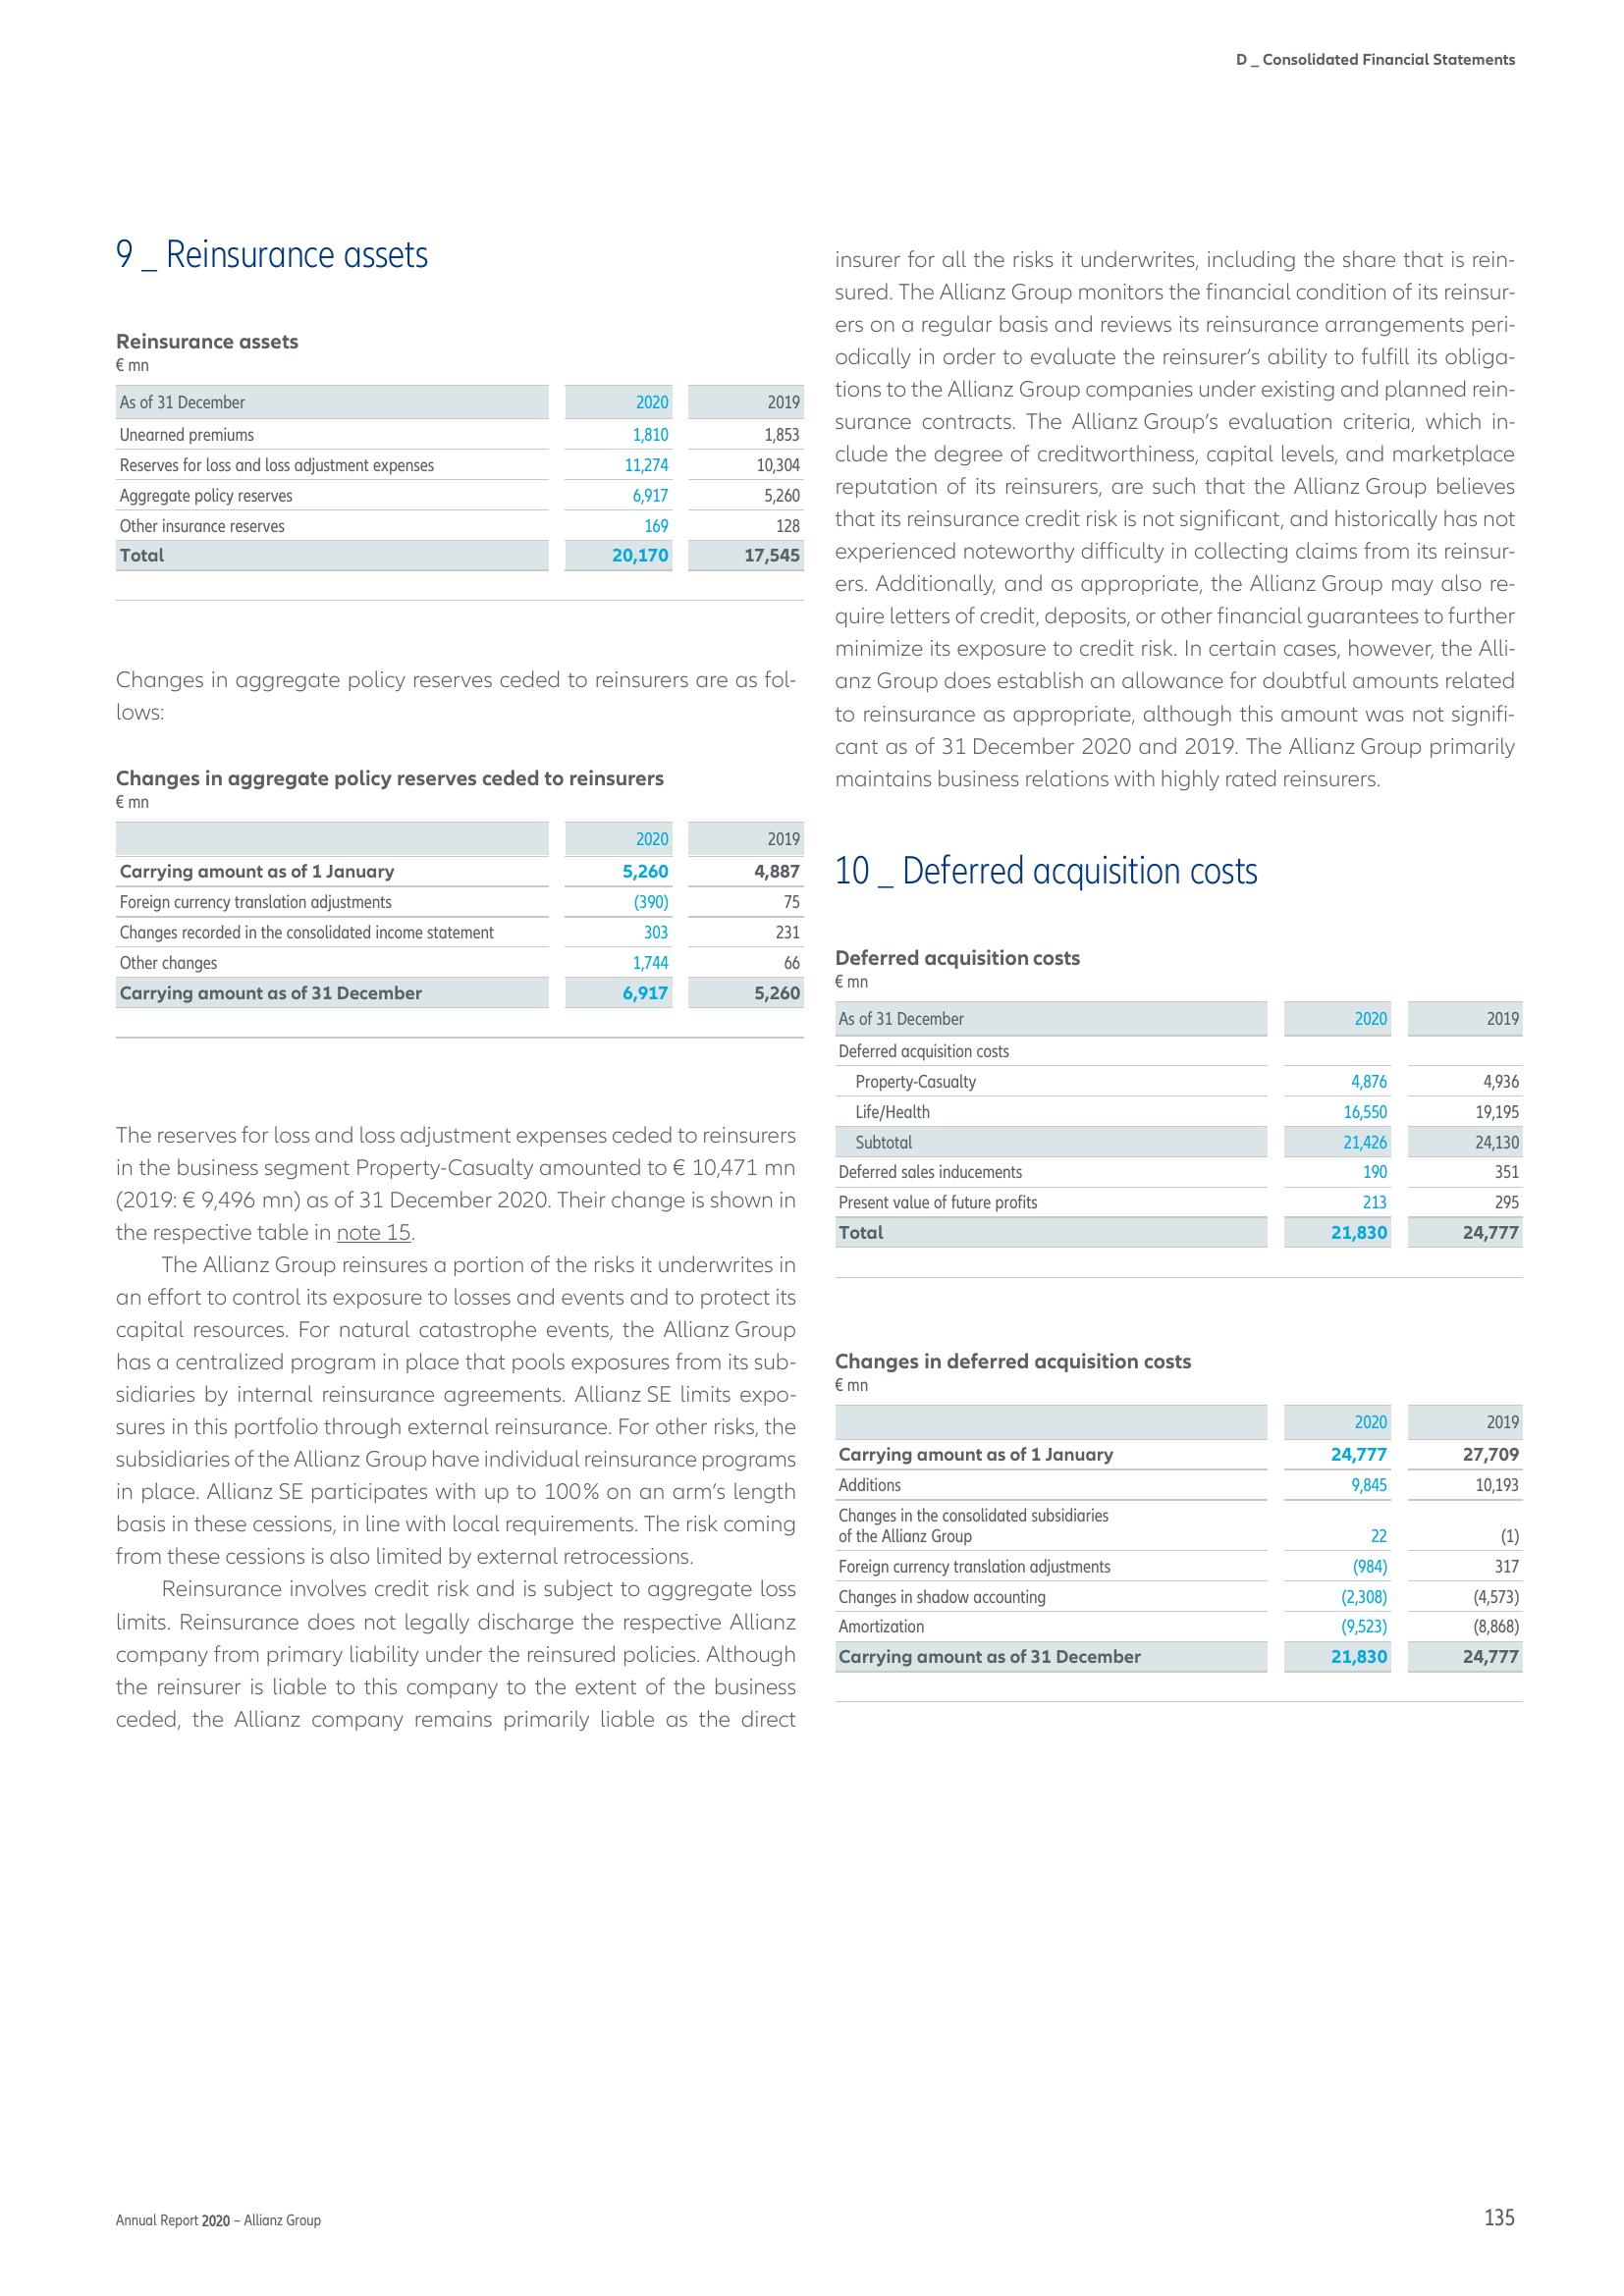 D _ Consolidated Financial Statements
9 _ Reinsurance assets
Reinsurance assets
€ mn
As of 31 December 2020 2019
Unearned premiums 1,810 1,853
Reserves for loss and loss adjustment expenses 11,274 10,304
Aggregate policy reserves 6,917 5,260
Other insurance reserves 169 128
Total 20,170 17,545
Changes in aggregate policy reserves ceded to reinsurers are as fol-
lows:
Changes in aggregate policy reserves ceded to reinsurers
€ mn
2020 2019
Carrying amount as of 1 January 5,260 4,887
Foreign currency translation adjustments (390) 75
Changes recorded in the consolidated income statement 303 231
Other changes 1,744 66
Carrying amount as of 31 December 6,917 5,260
The reserves for loss and loss adjustment expenses ceded to reinsurers
in the business segment Property-Casualty amounted to € 10,471 mn
(2019: € 9,496 mn) as of 31 December 2020. Their change is shown in
the respective table in note 15.
The Allianz Group reinsures a portion of the risks it underwrites in
an effort to control its exposure to losses and events and to protect its
capital resources. For natural catastrophe events, the Allianz Group
has a centralized program in place that pools exposures from its sub-
sidiaries by internal reinsurance agreements. Allianz SE limits expo-
sures in this portfolio through external reinsurance. For other risks, the
subsidiaries of the Allianz Group have individual reinsurance programs
in place. Allianz SE participates with up to 100% on an arm's length
basis in these cessions, in line with local requirements. The risk coming
from these cessions is also limited by external retrocessions.
Reinsurance involves credit risk and is subject to aggregate loss
limits. Reinsurance does not legally discharge the respective Allianz
company from primary liability under the reinsured policies. Although
the reinsurer is liable to this company to the extent of the business
ceded, the Allianz company remains primarily liable as the direct
insurer for all the risks it underwrites, including the share that is rein-
sured. The Allianz Group monitors the financial condition of its reinsur-
ers on a regular basis and reviews its reinsurance arrangements peri-
odically in order to evaluate the reinsurer's ability to fulfill its obliga-
tions to the Allianz Group companies under existing and planned rein-
surance contracts. The Allianz Group's evaluation criteria, which in-
clude the degree of creditworthiness, capital levels, and marketplace
reputation of its reinsurers, are such that the Allianz Group believes
that its reinsurance credit risk is not significant, and historically has not
experienced noteworthy difficulty in collecting claims from its reinsur-
ers. Additionally, and as appropriate, the Allianz Group may also re-
quire letters of credit, deposits, or other financial guarantees to further
minimize its exposure to credit risk. In certain cases, however, the Alli-
anz Group does establish an allowance for doubtful amounts related
to reinsurance as appropriate, although this amount was not signifi-
cant as of 31 December 2020 and 2019. The Allianz Group primarily
maintains business relations with highly rated reinsurers.
10 _ Deferred acquisition costs
Deferred acquisition costs
€ mn
As of 31 December 2020 2019
Deferred acquisition costs
Property-Casualty 4,876 4,936
Life/Health 16,550 19,195
Subtotal 21,426 24,130
Deferred sales inducements 190 351
Present value of future profits 213 295
Total 21,830 24,777
Changes in deferred acquisition costs
€ mn
2020 2019
Carrying amount as of 1 January 24,777 27,709
Additions 9,845 10,193
Changes in the consolidated subsidiaries
of the Allianz Group 22 (1)
Foreign currency translation adjustments (984) 317
Changes in shadow accounting (2,308) (4,573)
Amortization (9,523) (8,868)
Carrying amount as of 31 December 21,830 24,777
Annual Report 2020 – Allianz Group 135